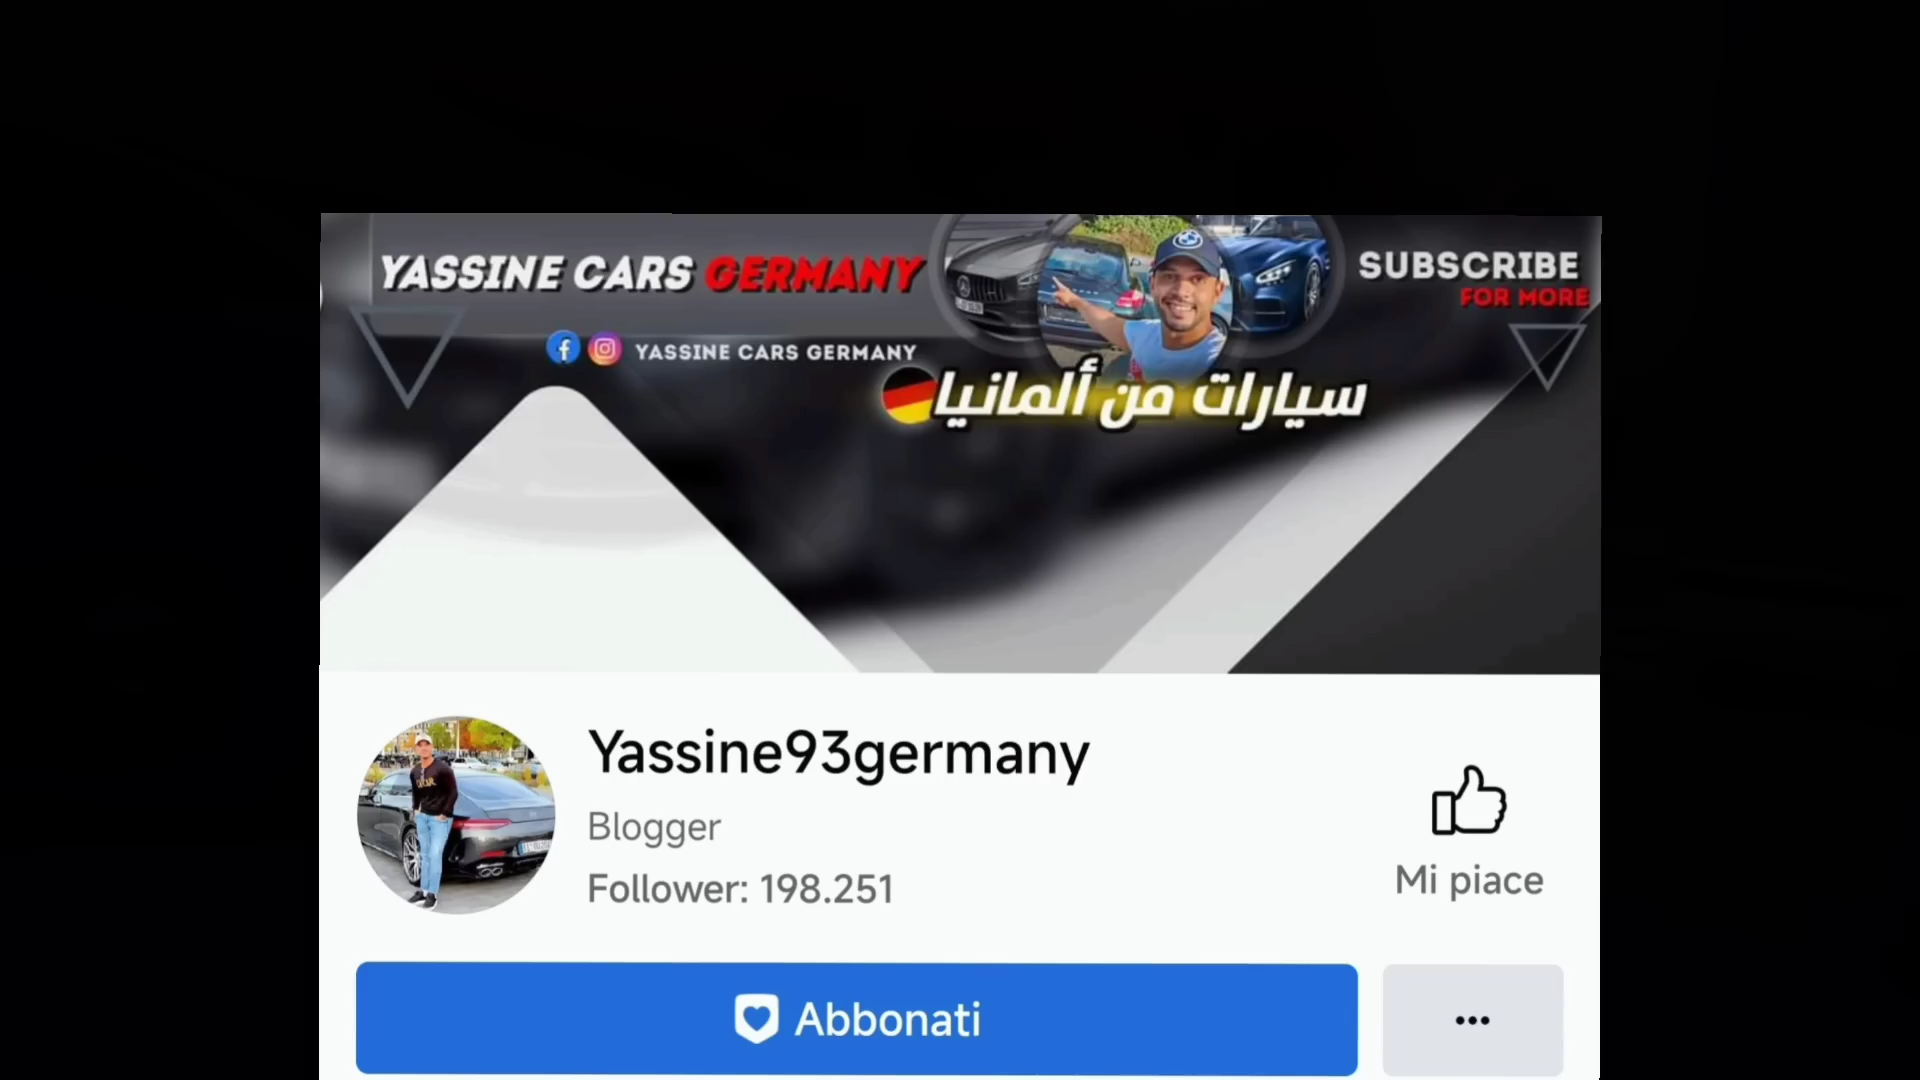 YASSINE CARS GERMANY
SUBSCRIBE
FOR MORE
YASSINE CARS GERMANY
سيارات من ألمانيا
Yassine93germany
Blogger
Follower: 198.251
Mi piace
Abbonati